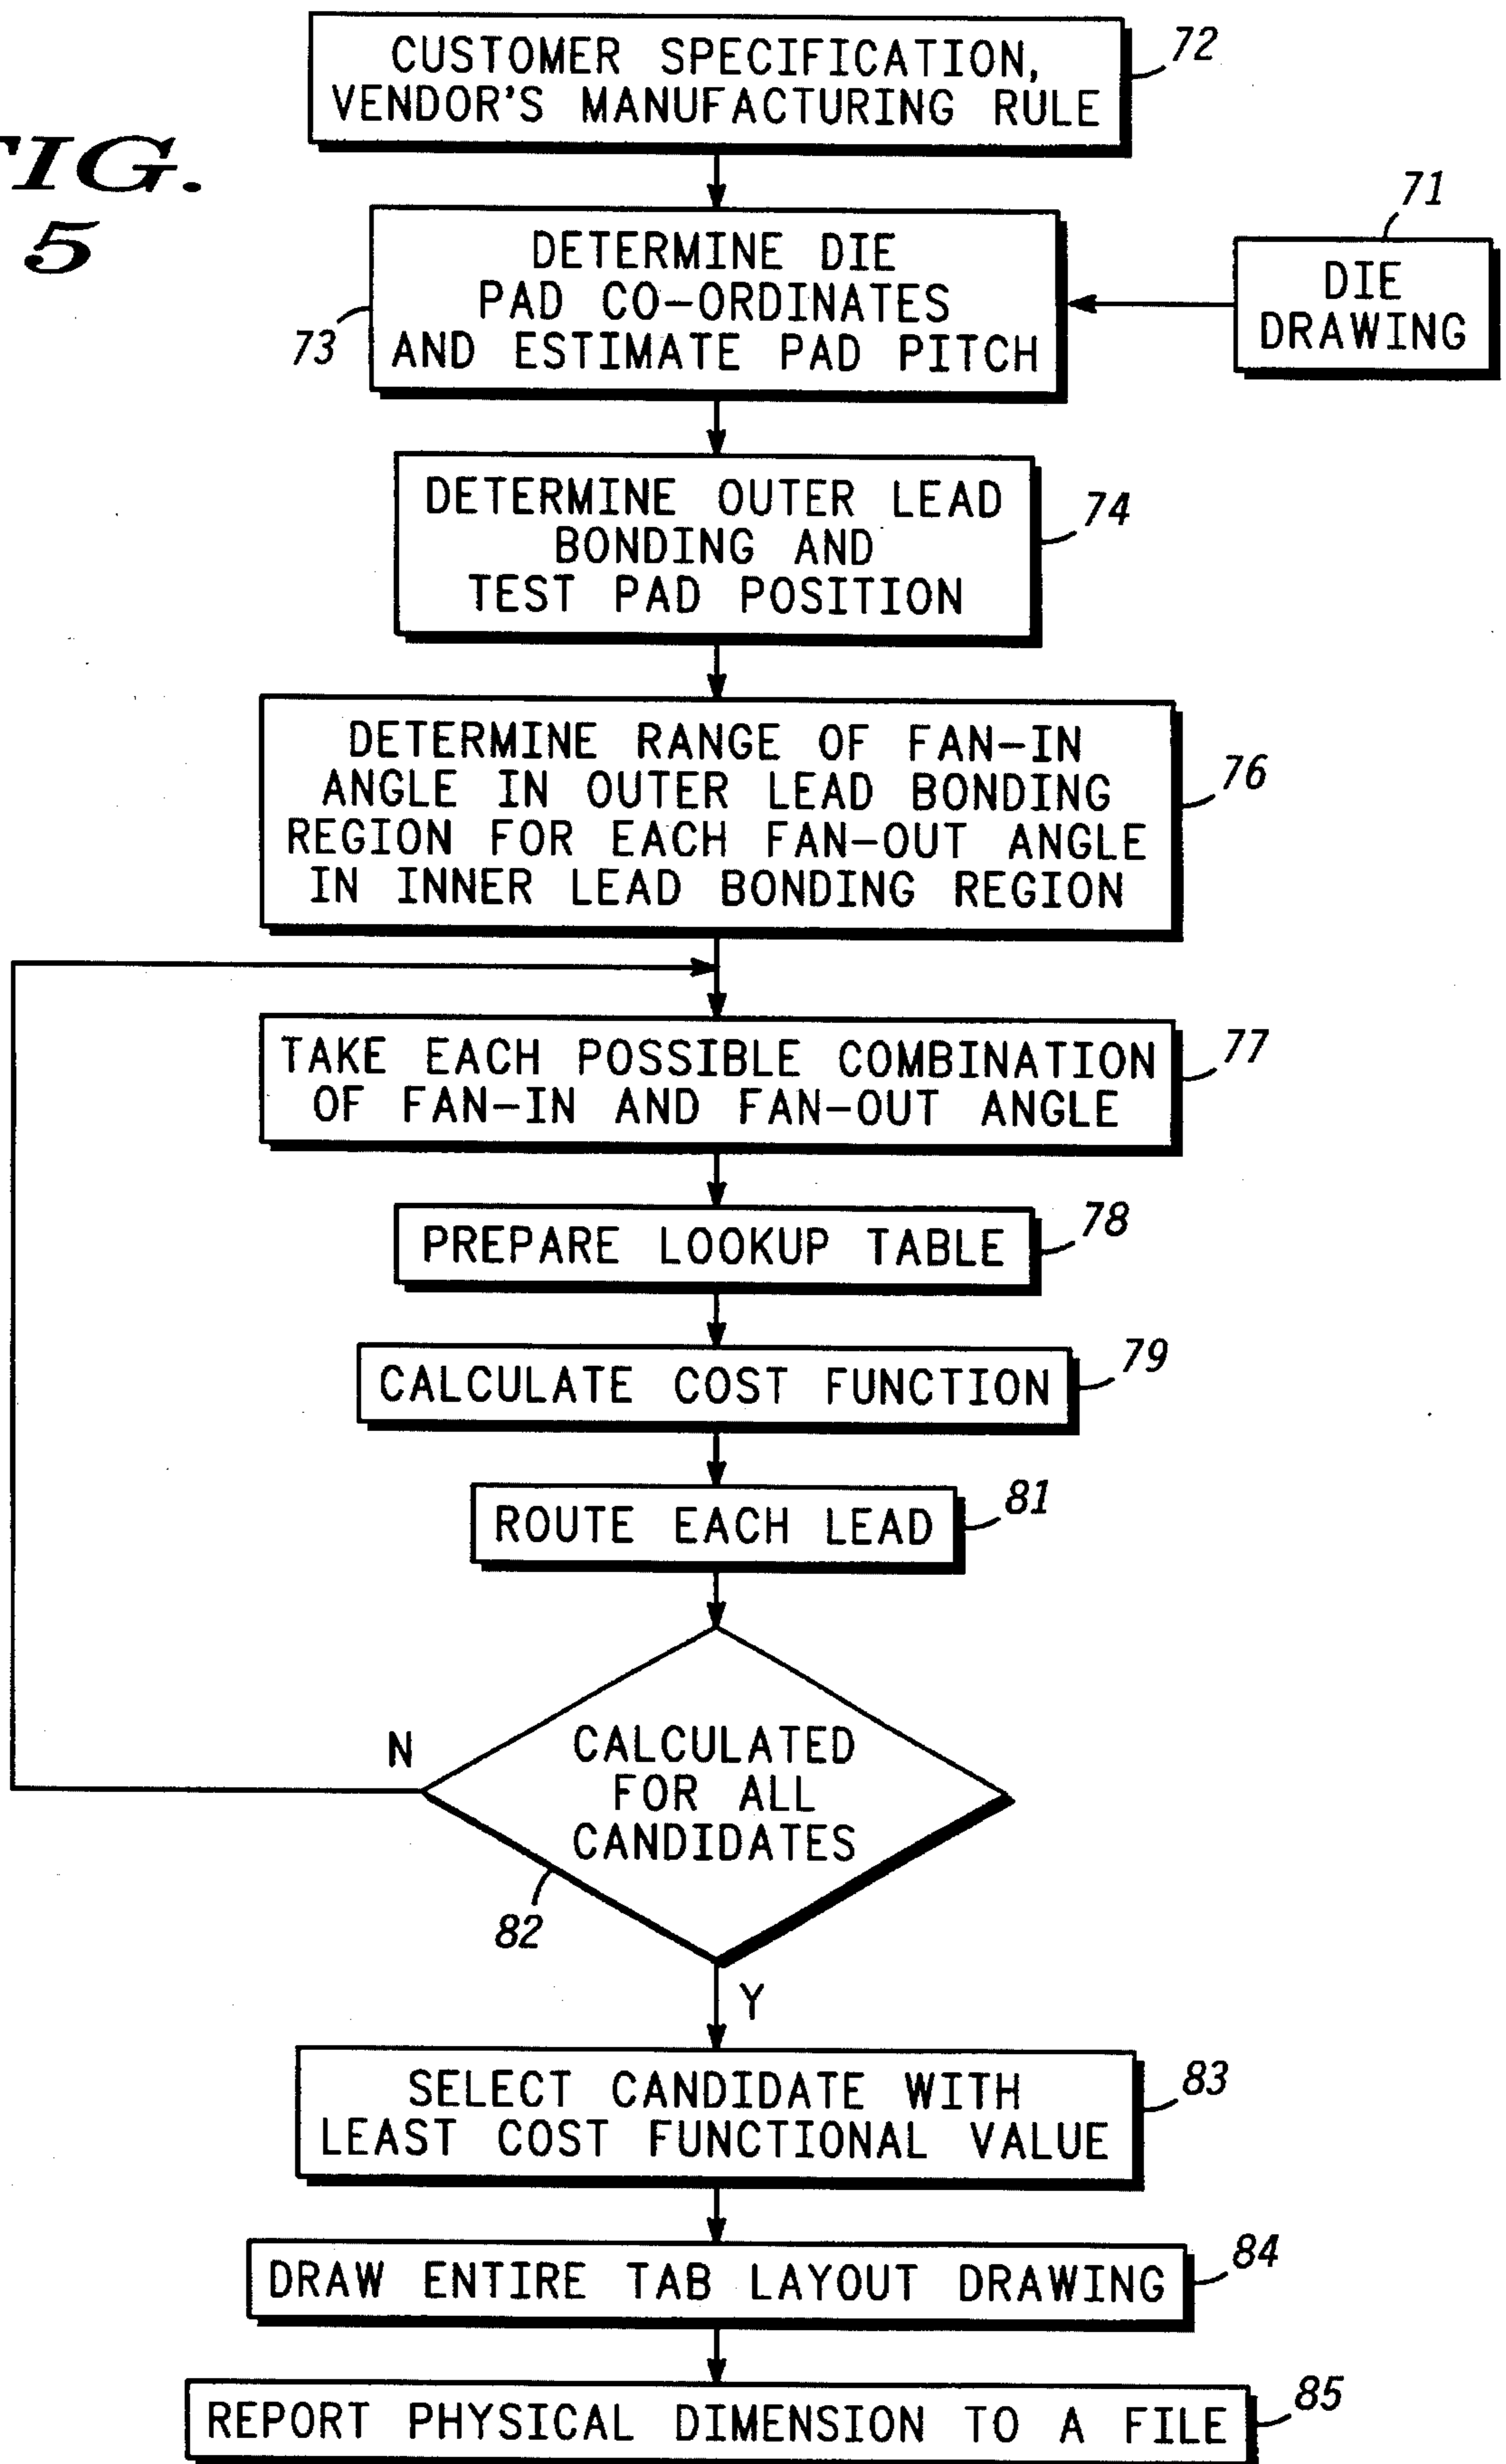 FIG.
5
CUSTOMER SPECIFICATION,
VENDOR'S MANUFACTURING RULE
72
DETERMINE DIE
PAD CO-ORDINATES
AND ESTIMATE PAD PITCH
73
71
DIE
DRAWING
DETERMINE OUTER LEAD
BONDING AND
TEST PAD POSITION
74
DETERMINE RANGE OF FAN-IN
ANGLE IN OUTER LEAD BONDING
REGION FOR EACH FAN-OUT ANGLE
IN INNER LEAD BONDING REGION
76
TAKE EACH POSSIBLE COMBINATION
OF FAN-IN AND FAN-OUT ANGLE
77
PREPARE LOOKUP TABLE
78
CALCULATE COST FUNCTION
79
ROUTE EACH LEAD
81
N
CALCULATED
FOR ALL
CANDIDATES
82
Y
SELECT CANDIDATE WITH
LEAST COST FUNCTIONAL VALUE
83
DRAW ENTIRE TAB LAYOUT DRAWING
84
REPORT PHYSICAL DIMENSION TO A FILE
85